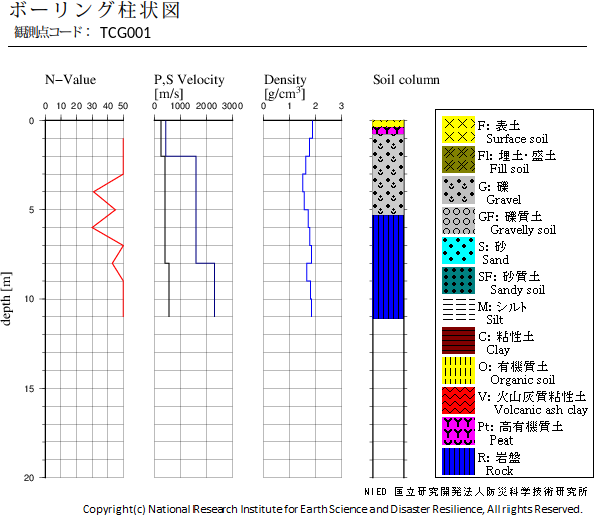 ボーリング柱状図
観測点コード： TCG001
N-Value
P,S Velocity
[m/s]
Density
[g/cm3]
Soil column
0 10 20 30 40 50
0 1000 2000 3000
0 1 2 3
0
5
10
15
20
depth [m]
F: 表土
Surface soil
Fl: 埋土・盛土
Fill soil
G: 礫
Gravel
GF: 礫質土
Gravelly soil
S: 砂
Sand
SF: 砂質土
Sandy soil
M: シルト
Silt
C: 粘性土
Clay
O: 有機質土
Organic soil
V: 火山灰質粘性土
Volcanic ash clay
Pt: 高有機質土
Peat
R: 岩盤
Rock
NIED 国立研究開発法人防災科学技術研究所
Copyright(c) National Research Institute for Earth Science and Disaster Resilience, All rights Reserved.